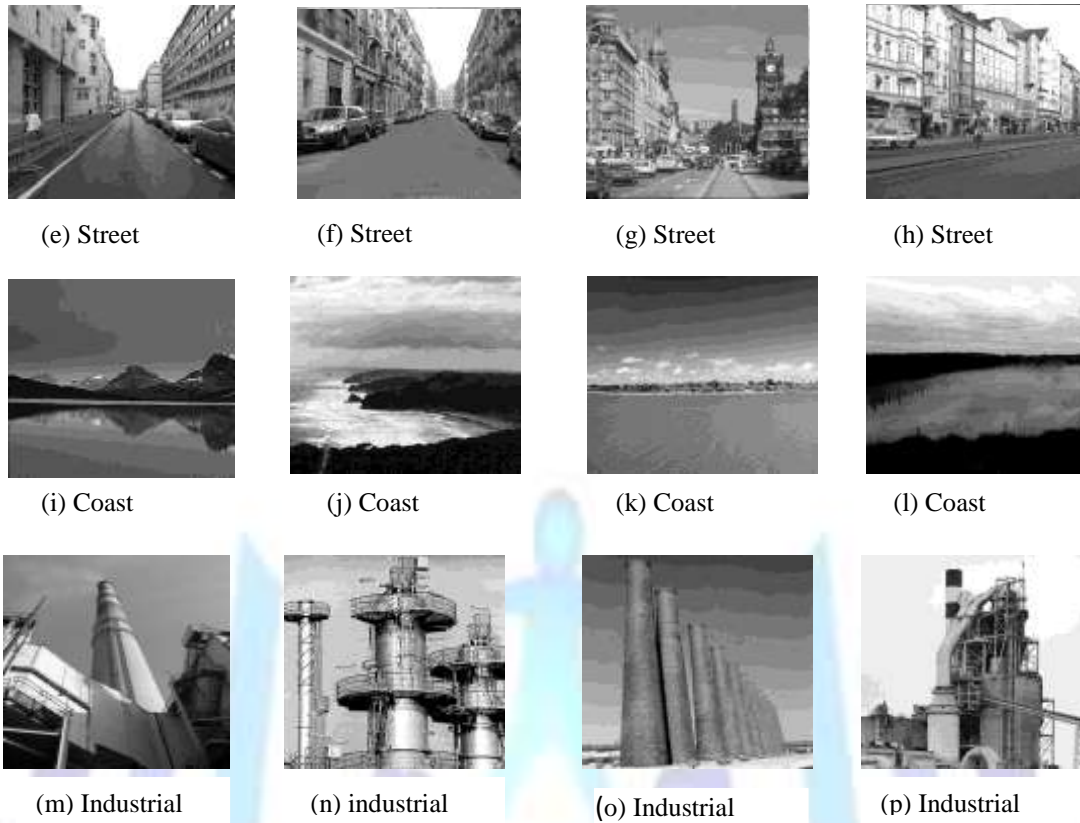 (e) Street (f) Street (g) Street (h) Street
(i) Coast (j) Coast (k) Coast (l) Coast
(m) Industrial (n) industrial (o) Industrial (p) Industrial